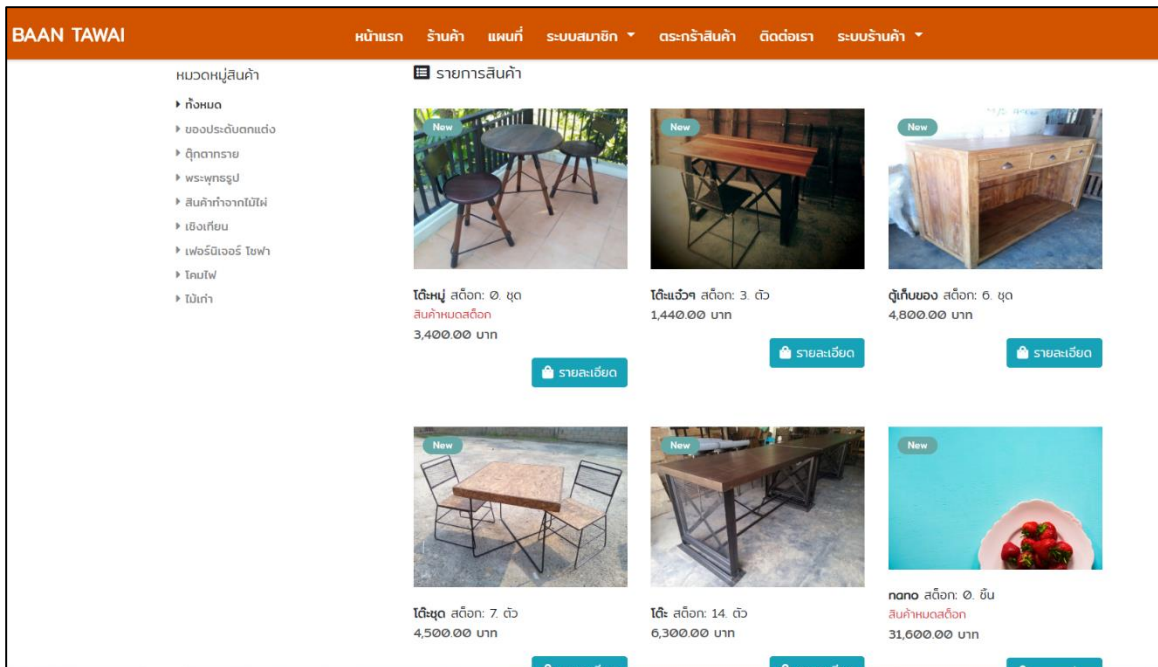 BAAN TAWAI
หน้าแรก ร้านค้า แผนที่ ระบบสมาชิก ตระกร้าสินค้า ติดต่อเรา ระบบร้านค้า
หมวดหมู่สินค้า
ทั้งหมด
ของประดับตกแต่ง
ตุ๊กตากราย
พระพุทธรูป
สินค้าทำจากไม้ไผ่
เชิงเทียน
เฟอร์นิเจอร์ โซฟา
โคมไฟ
ไม้เก่า
รายการสินค้า
New
โต๊ะหมู่ สต็อก: 0. ชุด
สินค้าหมดสต็อก
3,400.00 บาท
รายละเอียด
New
โต๊ะแจ๋วๆ สต็อก: 3. ตัว
1,440.00 บาท
รายละเอียด
New
ตู้เก็บของ สต็อก: 6. ชุด
4,800.00 บาท
รายละเอียด
New
โต๊ะชุด สต็อก: 7. ตัว
4,500.00 บาท
New
โต๊ะ สต็อก: 14. ตัว
6,300.00 บาท
New
nano สต็อก: 0. ชิ้น
สินค้าหมดสต็อก
31,600.00 บาท